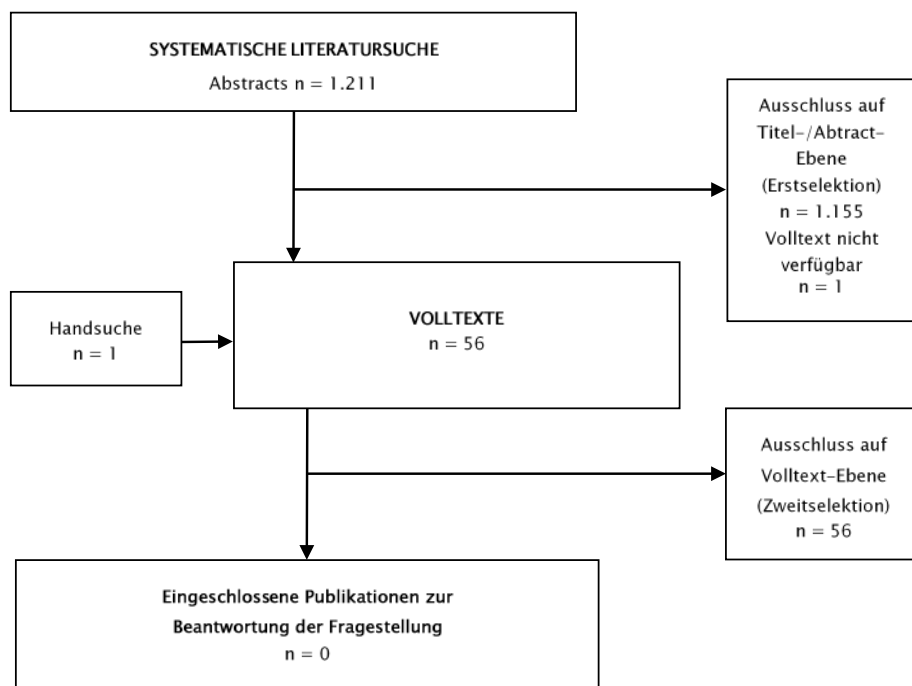 SYSTEMATISCHE LITERATURSUCHE
Abstracts n = 1.211
Ausschluss auf
Titel-/Abtract-
Ebene
(Erstselektion)
n = 1.155
Volltext nicht
verfügbar
n = 1
Handsuche
n = 1
VOLLTEXTE
n = 56
Ausschluss auf
Volltext-Ebene
(Zweitselektion)
n = 56
Eingeschlossene Publikationen zur
Beantwortung der Fragestellung
n = 0